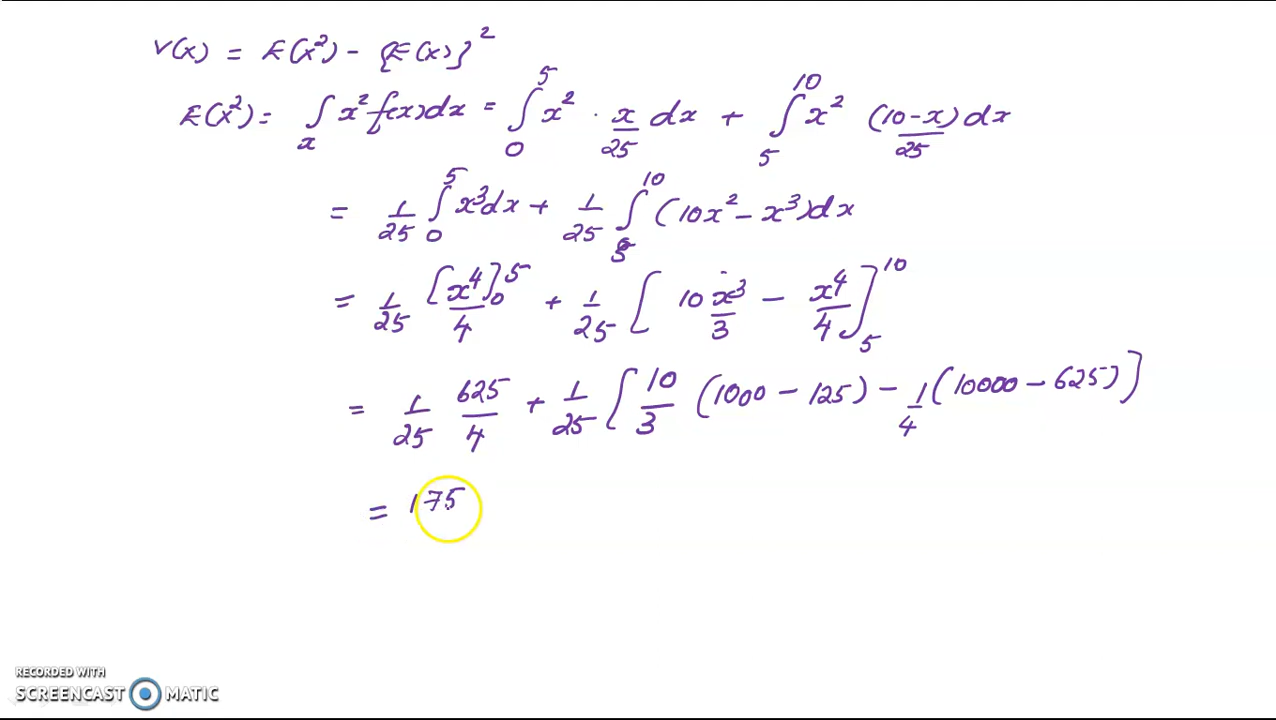 V(x) = E(x²) - {E(x)}²
E(x²) = ∫ₓ x² f(x) dx = ∫₀⁵ x² · x/25 dx + ∫₅¹⁰ x² (10-x)/25 dx
= 1/25 ∫₀⁵ x³dx + 1/25 ∫₅¹⁰ (10x² - x³)dx
= 1/25 [x⁴/4]₀⁵ + 1/25 [10 x³/3 - x⁴/4]₅¹⁰
= 1/25 625/4 + 1/25 [10/3 (1000 - 125) - 1/4 (10000 - 625)]
= 175
RECORDED WITH
SCREENCAST MATIC